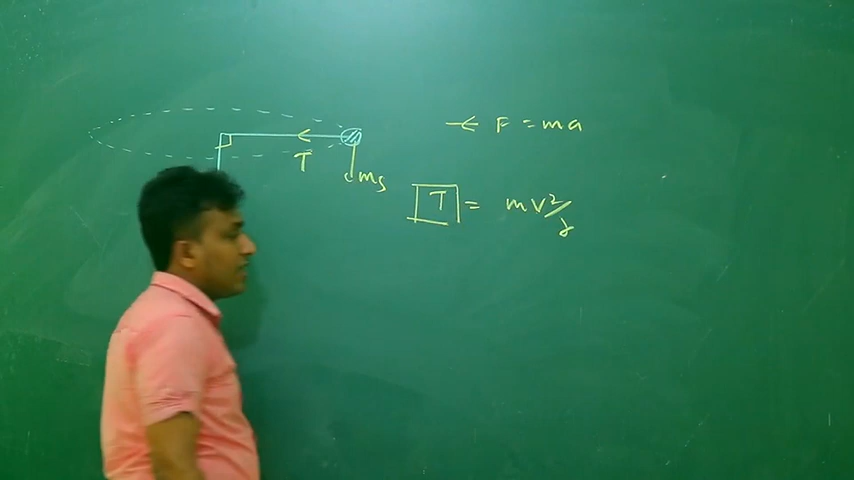 ← F = ma
T
mg
T = mv²/r